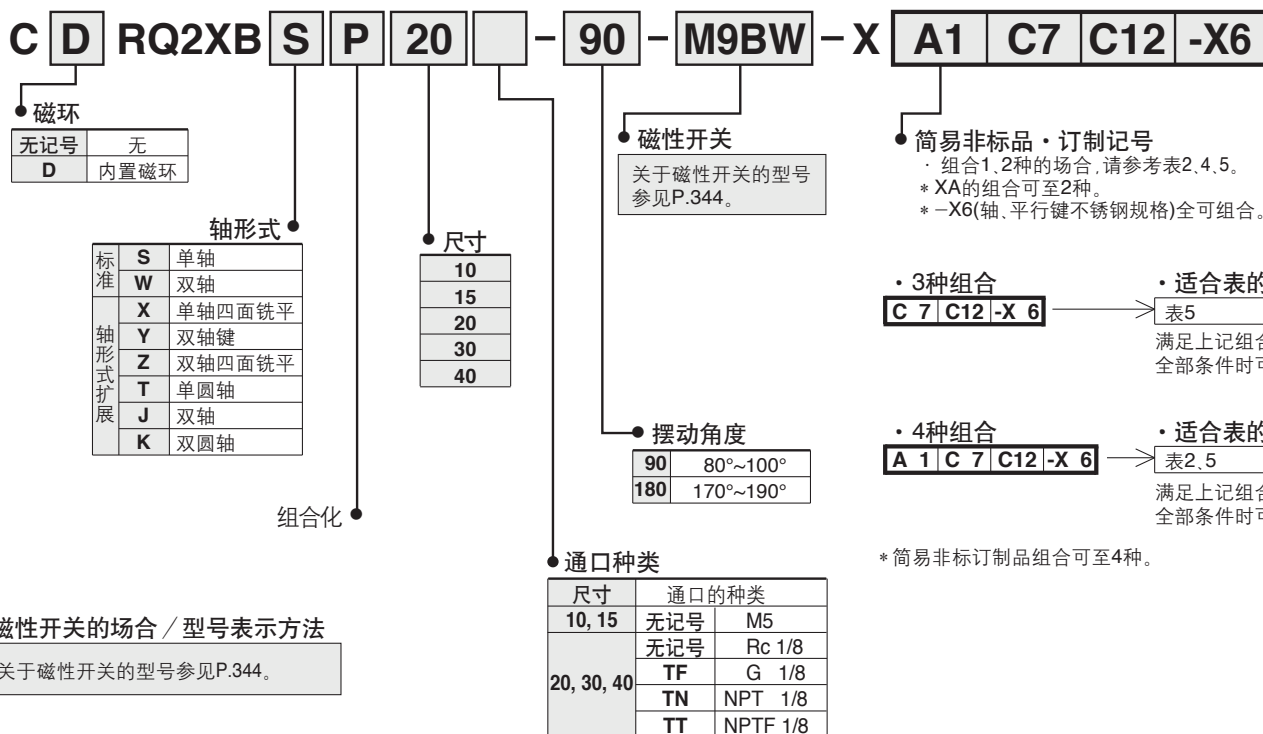 C D RQ2XB S P 20 - 90 - M9BW - X A1 C7 C12 -X6
磁环
无记号 无
D 内置磁环
轴形式
标准 S 单轴
W 双轴
轴形式扩展 X 单轴四面铣平
Y 双轴键
Z 双轴四面铣平
T 单圆轴
J 双轴
K 双圆轴
组合化
尺寸
10
15
20
30
40
通口种类
尺寸 通口的种类
10, 15 无记号 M5
20, 30, 40 无记号 Rc 1/8
TF G 1/8
TN NPT 1/8
TT NPTF 1/8
摆动角度
90 80°~100°
180 170°~190°
磁性开关
关于磁性开关的型号
参见P.344。
简易非标品・订制记号
· 组合1、2种的场合,请参考表2、4、5。
* XA的组合可至2种。
* -X6(轴、平行键不锈钢规格)全可组合。
・3种组合
C 7 C12 -X 6
・适合表的
表5
满足上记组合
全部条件时可
・4种组合
A 1 C 7 C12 -X 6
・适合表的
表2、5
满足上记组合
全部条件时可
*简易非标订制品组合可至4种。
磁性开关的场合/型号表示方法
关于磁性开关的型号参见P.344。